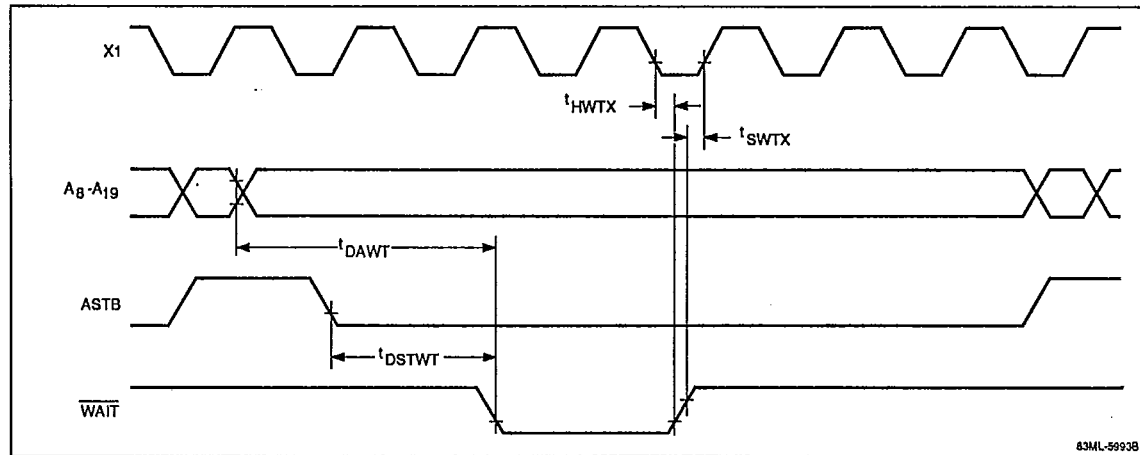 X1
tHWTX
tSWTX
A8-A19
tDAWT
ASTB
tDSTWT
WAIT
83ML-5993B